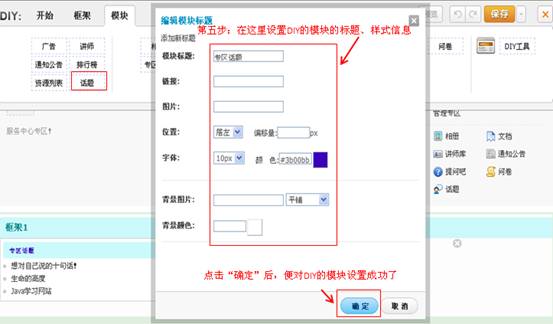 DIY: 开始 框架 模块
预览 保存
广告 讲师
通知公告 排行榜
资源列表 话题
问卷 DIY工具
编辑模块标题
第五步：在这里设置DIY的模块的标题、样式信息
添加新标题
模块标题: 专区话题
链接:
图片:
位置: 居左 偏移量: px
字体: 10px 颜 色: #3b00bb
背景图片: 平铺
背景颜色:
点击“确定”后，便对DIY的模块设置成功了
确 定 取 消
服务中心专区!
管理专区
相册 文档
讲师库 通知公告
提问吧 问卷
话题
框架1
专区话题
想对自己说的十句话!
生命的高度
Java学习网站